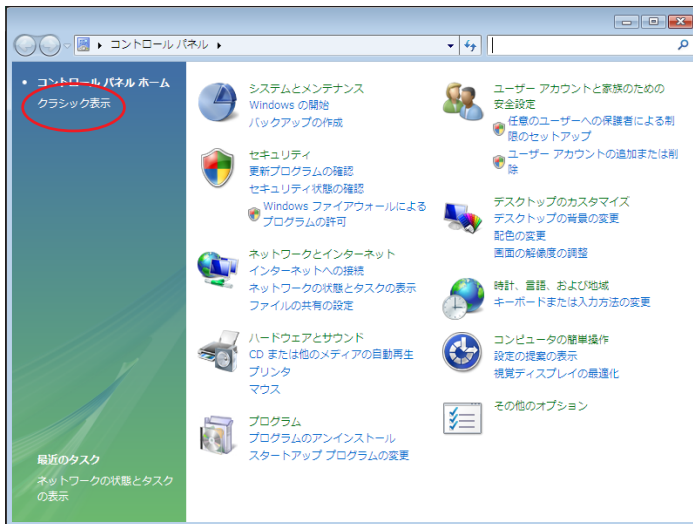 コントロール パネル
コントロール パネル ホーム
クラシック表示
最近のタスク
ネットワークの状態とタスク
の表示
システムとメンテナンス
Windows の開始
バックアップの作成
セキュリティ
更新プログラムの確認
セキュリティ状態の確認
Windows ファイアウォールによる
プログラムの許可
ネットワークとインターネット
インターネットへの接続
ネットワークの状態とタスクの表示
ファイルの共有の設定
ハードウェアとサウンド
CD または他のメディアの自動再生
プリンタ
マウス
プログラム
プログラムのアンインストール
スタートアップ プログラムの変更
ユーザー アカウントと家族のための
安全設定
任意のユーザーへの保護者による制
限のセットアップ
ユーザー アカウントの追加または削
除
デスクトップのカスタマイズ
デスクトップの背景の変更
配色の変更
画面の解像度の調整
時計、言語、および地域
キーボードまたは入力方法の変更
コンピュータの簡単操作
設定の提案の表示
視覚ディスプレイの最適化
その他のオプション